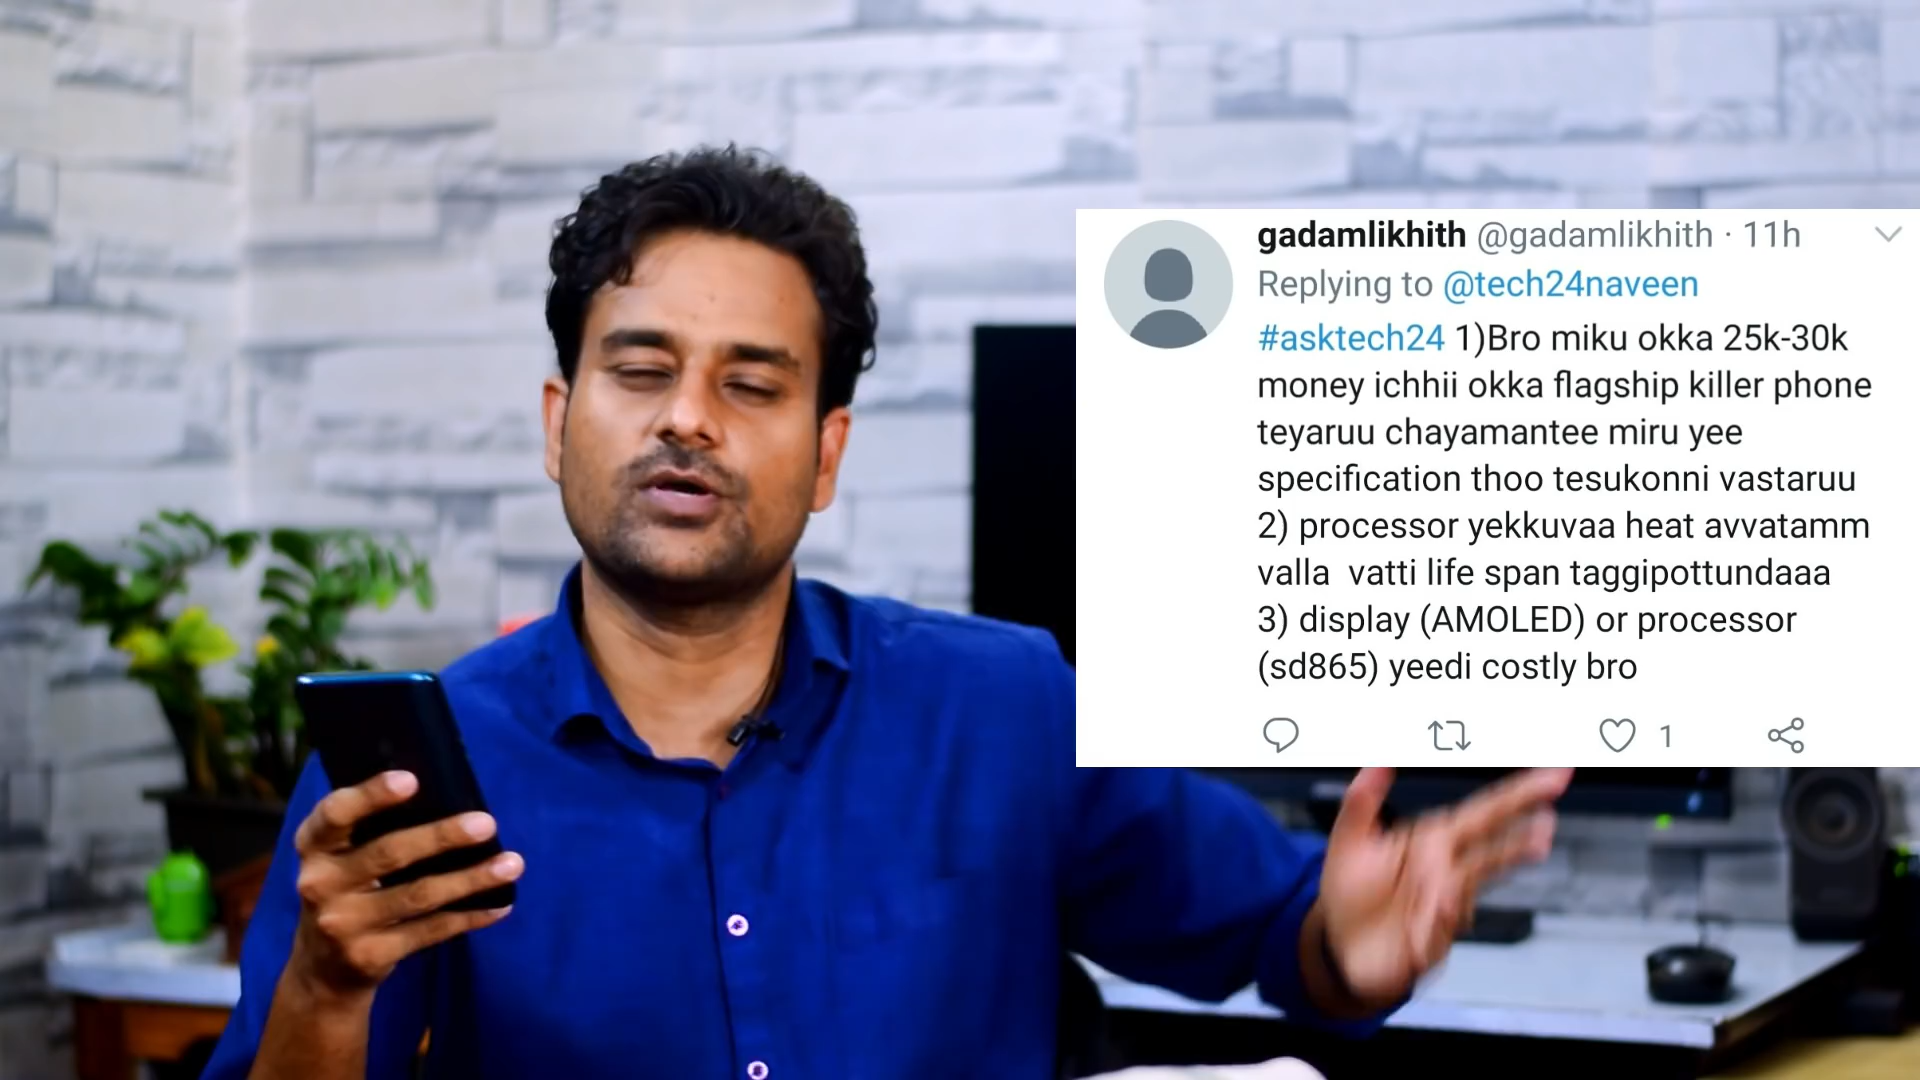 gadamlikhith @gadamlikhith · 11h
Replying to @tech24naveen
#asktech24 1)Bro miku okka 25k-30k
money ichhii okka flagship killer phone
teyaruu chayamantee miru yee
specification thoo tesukonni vastaruu
2) processor yekkuvaa heat avvatamm
valla  vatti life span taggipottundaaa
3) display (AMOLED) or processor
(sd865) yeedi costly bro
1